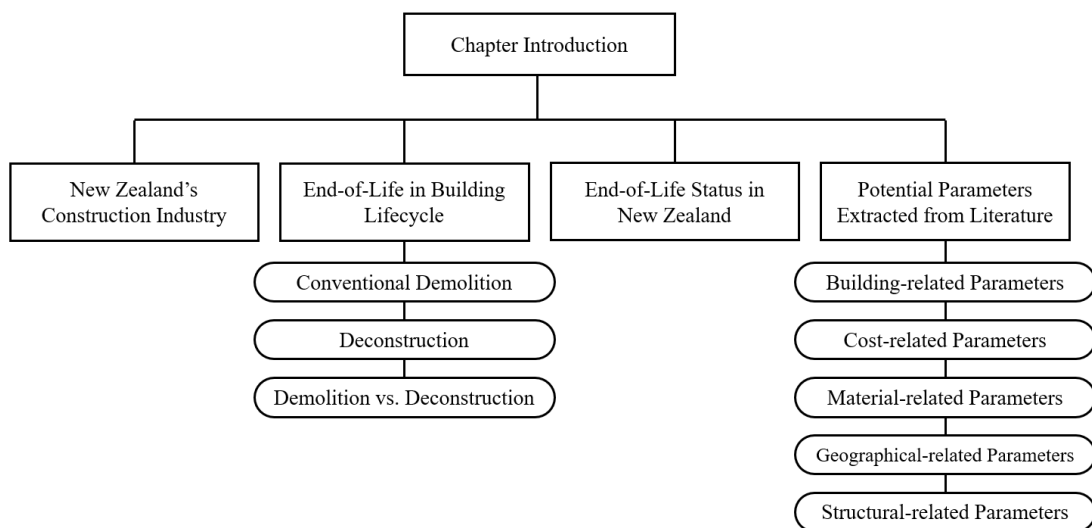 Chapter Introduction
New Zealand’s
Construction Industry
End-of-Life in Building
Lifecycle
End-of-Life Status in
New Zealand
Potential Parameters
Extracted from Literature
Conventional Demolition
Deconstruction
Demolition vs. Deconstruction
Building-related Parameters
Cost-related Parameters
Material-related Parameters
Geographical-related Parameters
Structural-related Parameters